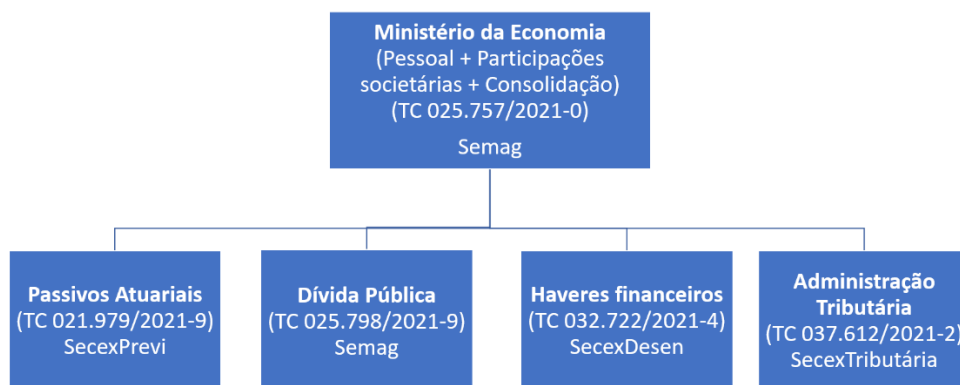 Ministério da Economia
(Pessoal + Participações
societárias + Consolidação)
(TC 025.757/2021-0)
Semag
Passivos Atuariais
(TC 021.979/2021-9)
SecexPrevi
Dívida Pública
(TC 025.798/2021-9)
Semag
Haveres financeiros
(TC 032.722/2021-4)
SecexDesen
Administração
Tributária
(TC 037.612/2021-2)
SecexTributária